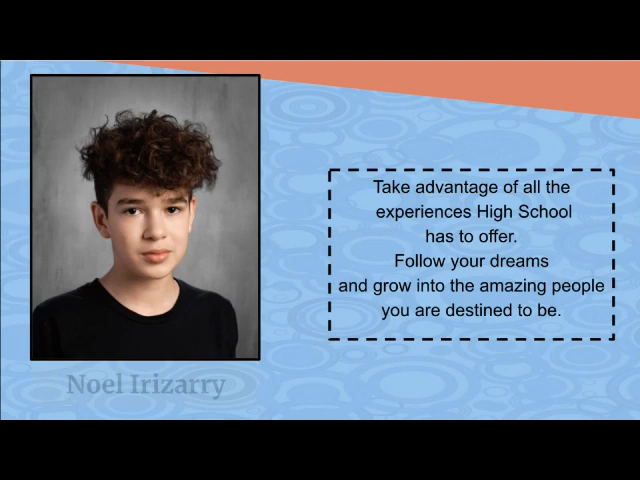 Take advantage of all the
experiences High School
has to offer.
Follow your dreams
and grow into the amazing people
you are destined to be.
Noel Irizarry